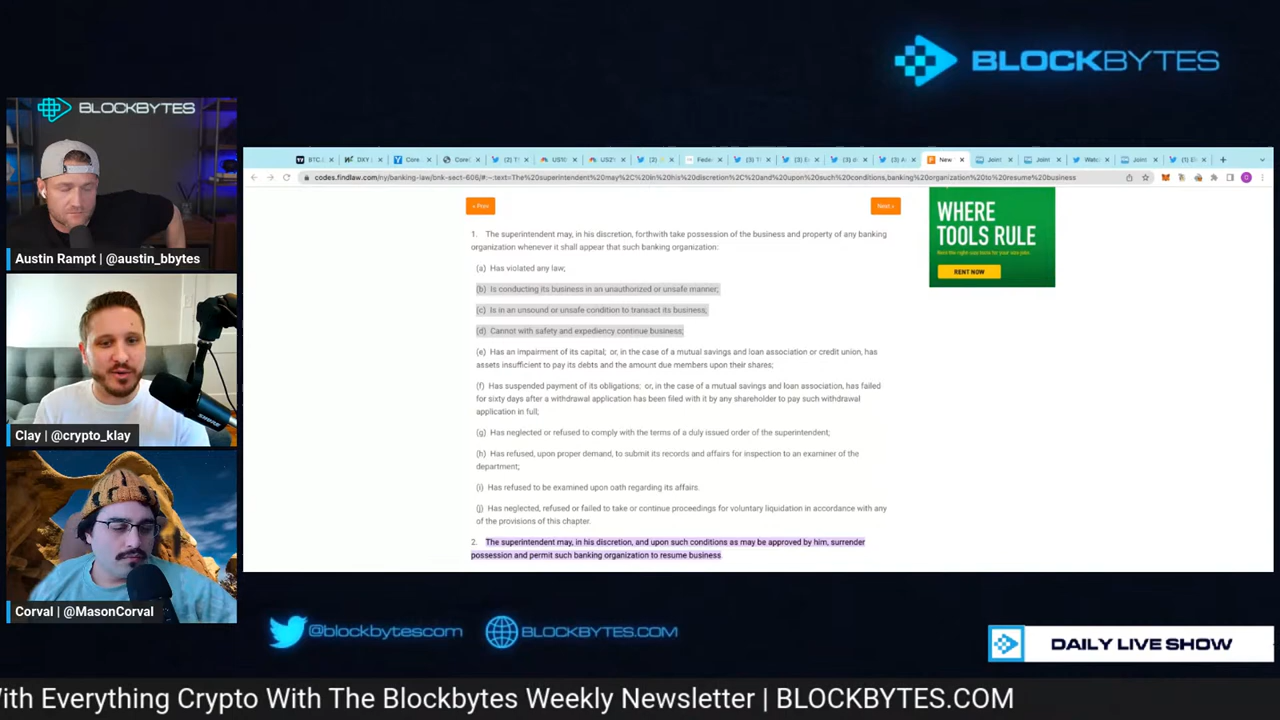 BLOCKBYTES
BLOCKBYTES
Austin Rampt | @austin_bbytes
Clay | @crypto_klay
Corval | @MasonCorval
BTC
DXY
Core
Core
US10
US2
Fede
New
Joint
Joint
Watc
Joint
codes.findlaw.com/ny/banking-law/bnk-sect-606/#:~:text=The%20superintendent%20may%2C%20in%20his%20discretion%2C%20and%20upon%20such%20conditions,banking%20organization%20to%20resume%20business
« Prev
Next »
1. The superintendent may, in his discretion, forthwith take possession of the business and property of any banking
organization whenever it shall appear that such banking organization:
(a) Has violated any law;
(b) Is conducting its business in an unauthorized or unsafe manner;
(c) Is in an unsound or unsafe condition to transact its business;
(d) Cannot with safety and expediency continue business;
(e) Has an impairment of its capital; or, in the case of a mutual savings and loan association or credit union, has
assets insufficient to pay its debts and the amount due members upon their shares;
(f) Has suspended payment of its obligations; or, in the case of a mutual savings and loan association, has failed
for sixty days after a withdrawal application has been filed with it by any shareholder to pay such withdrawal
application in full;
(g) Has neglected or refused to comply with the terms of a duly issued order of the superintendent;
(h) Has refused, upon proper demand, to submit its records and affairs for inspection to an examiner of the
department;
(i) Has refused to be examined upon oath regarding its affairs.
(j) Has neglected, refused or failed to take or continue proceedings for voluntary liquidation in accordance with any
of the provisions of this chapter.
2. The superintendent may, in his discretion, and upon such conditions as may be approved by him, surrender
possession and permit such banking organization to resume business
WHERE
TOOLS RULE
RENT NOW
@blockbytescom
BLOCKBYTES.COM
DAILY LIVE SHOW
With Everything Crypto With The Blockbytes Weekly Newsletter | BLOCKBYTES.COM